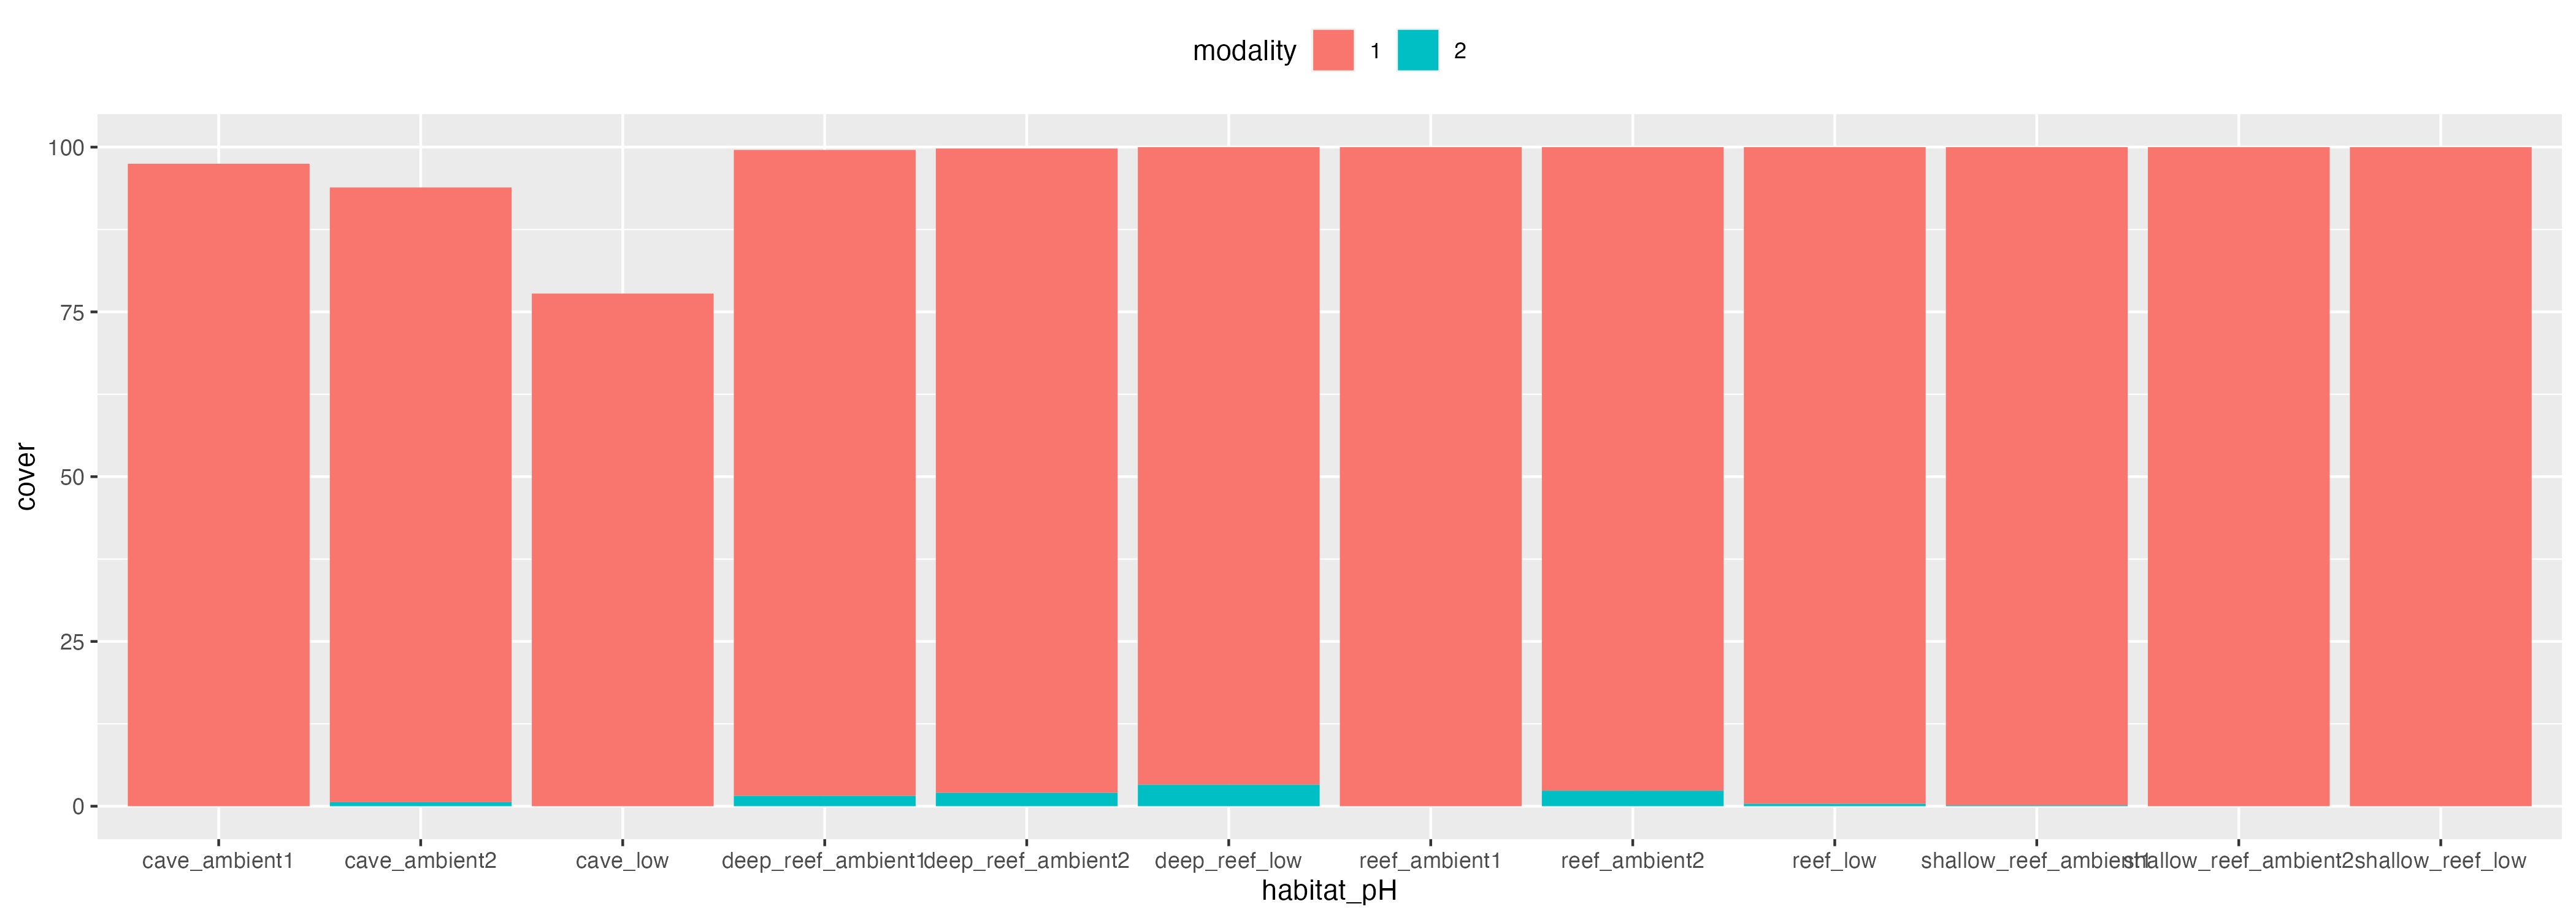 modality 1 2
100
75
50
25
0
cover
cave_ambient1 cave_ambient2 cave_low deep_reef_ambient1 deep_reef_ambient2 deep_reef_low reef_ambient1 reef_ambient2 reef_low shallow_reef_ambient1 shallow_reef_ambient2 shallow_reef_low
habitat_pH